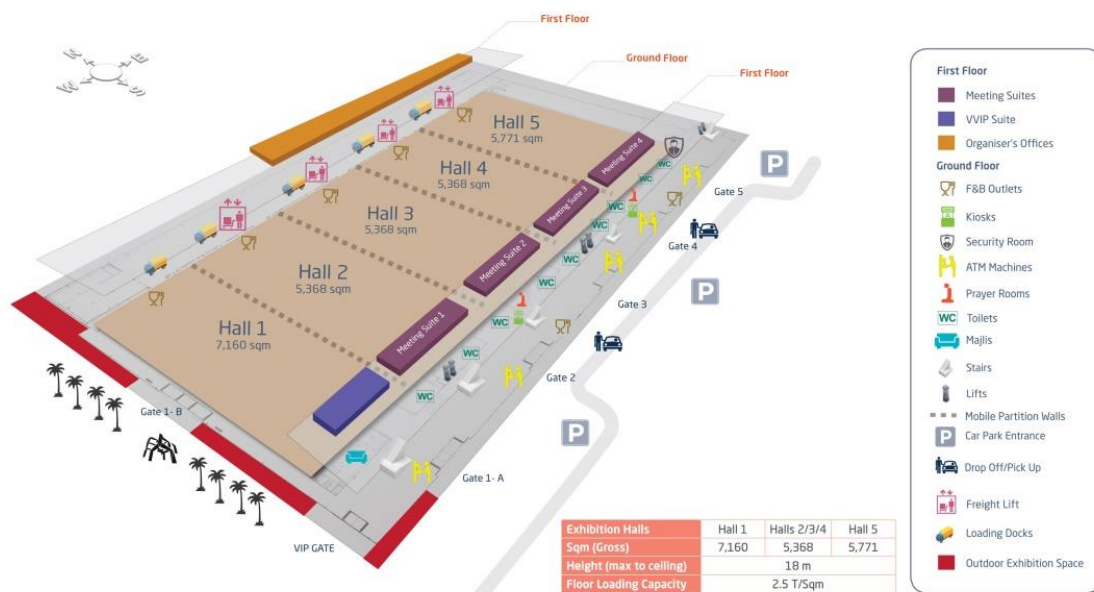 First Floor
Ground Floor
First Floor
N
E
W
S
Hall 5
5,771 sqm
Hall 4
5,368 sqm
Hall 3
5,368 sqm
Hall 2
5,368 sqm
Hall 1
7,160 sqm
Meeting Suite 4
Meeting Suite 3
Meeting Suite 2
Meeting Suite 1
WC
WC
WC
WC
WC
WC
WC
WC
P
P
P
Gate 5
Gate 4
Gate 3
Gate 2
Gate 1- A
Gate 1- B
VIP GATE
First Floor
Meeting Suites
VVIP Suite
Organiser's Offices
Ground Floor
F&B Outlets
Kiosks
Security Room
ATM Machines
Prayer Rooms
WC Toilets
Majlis
Stairs
Lifts
Mobile Partition Walls
P Car Park Entrance
Drop Off/Pick Up
Freight Lift
Loading Docks
Outdoor Exhibition Space
Exhibition Halls Hall 1 Halls 2/3/4 Hall 5
Sqm (Gross) 7,160 5,368 5,771
Height (max to ceiling) 18 m
Floor Loading Capacity 2.5 T/Sqm